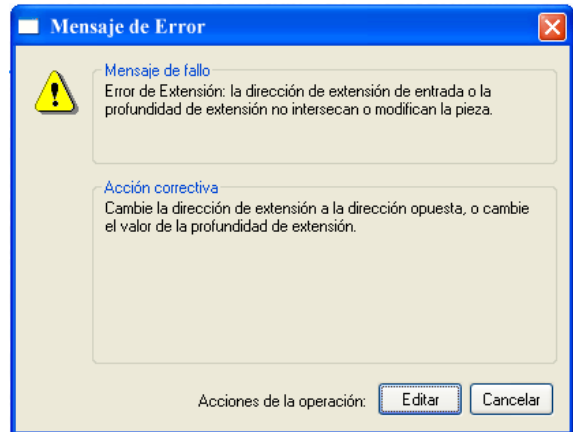 Mensaje de Error
Mensaje de fallo
Error de Extensión: la dirección de extensión de entrada o la
profundidad de extensión no intersecan o modifican la pieza.
Acción correctiva
Cambie la dirección de extensión a la dirección opuesta, o cambie
el valor de la profundidad de extensión.
Acciones de la operación: Editar Cancelar